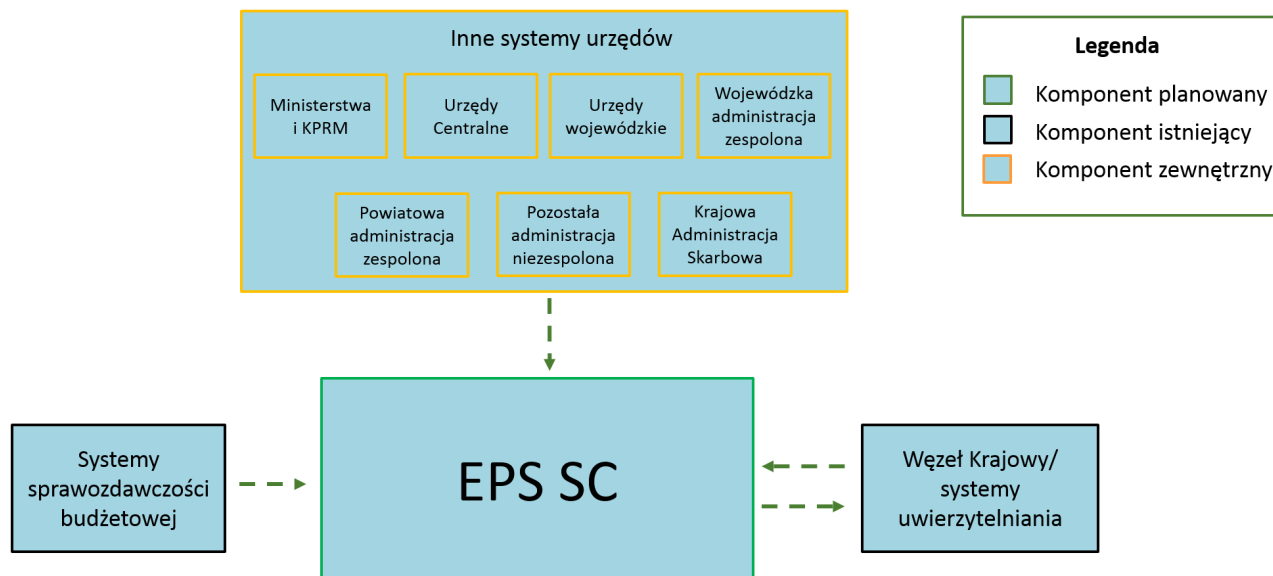 Inne systemy urzędów
Ministerstwa
i KPRM
Urzędy
Centralne
Urzędy
wojewódzkie
Wojewódzka
administracja
zespolona
Powiatowa
administracja
zespolona
Pozostała
administracja
niezespolona
Krajowa
Administracja
Skarbowa
Legenda
Komponent planowany
Komponent istniejący
Komponent zewnętrzny
Systemy
sprawozdawczości
budżetowej
EPS SC
Węzeł Krajowy/
systemy
uwierzytelniania